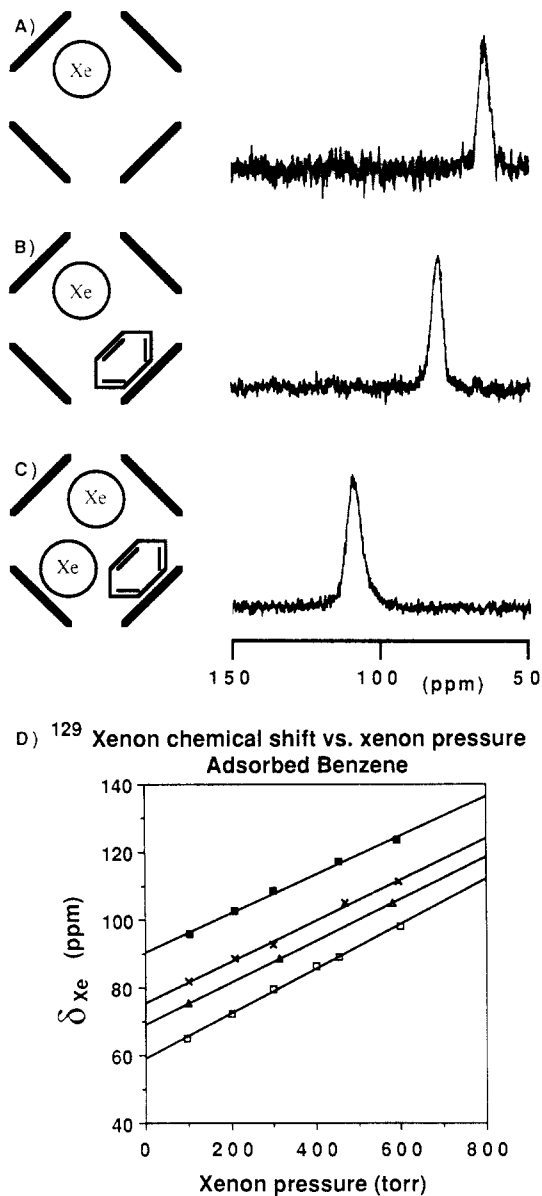 A)
Xe
B)
Xe
C)
Xe
Xe
150 100 (ppm) 50
D) 129 Xenon chemical shift vs. xenon pressure
Adsorbed Benzene
140
120
100
80
60
40
δ Xe (ppm)
0 200 400 600 800
Xenon pressure (torr)